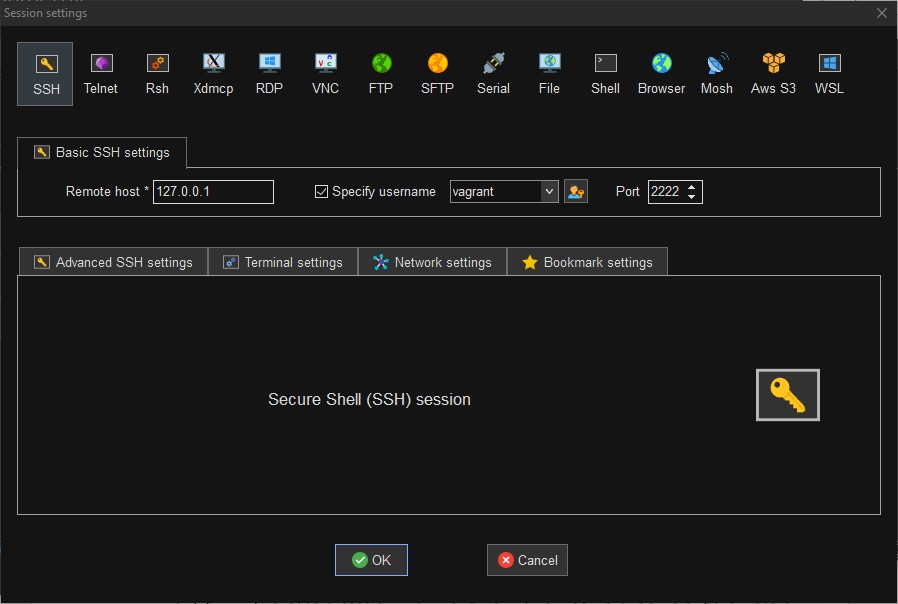 Session settings
SSH Telnet Rsh Xdmcp RDP VNC FTP SFTP Serial File Shell Browser Mosh Aws S3 WSL
Basic SSH settings
Remote host * 127.0.0.1 Specify username vagrant Port 2222
Advanced SSH settings Terminal settings Network settings Bookmark settings
Secure Shell (SSH) session
OK Cancel